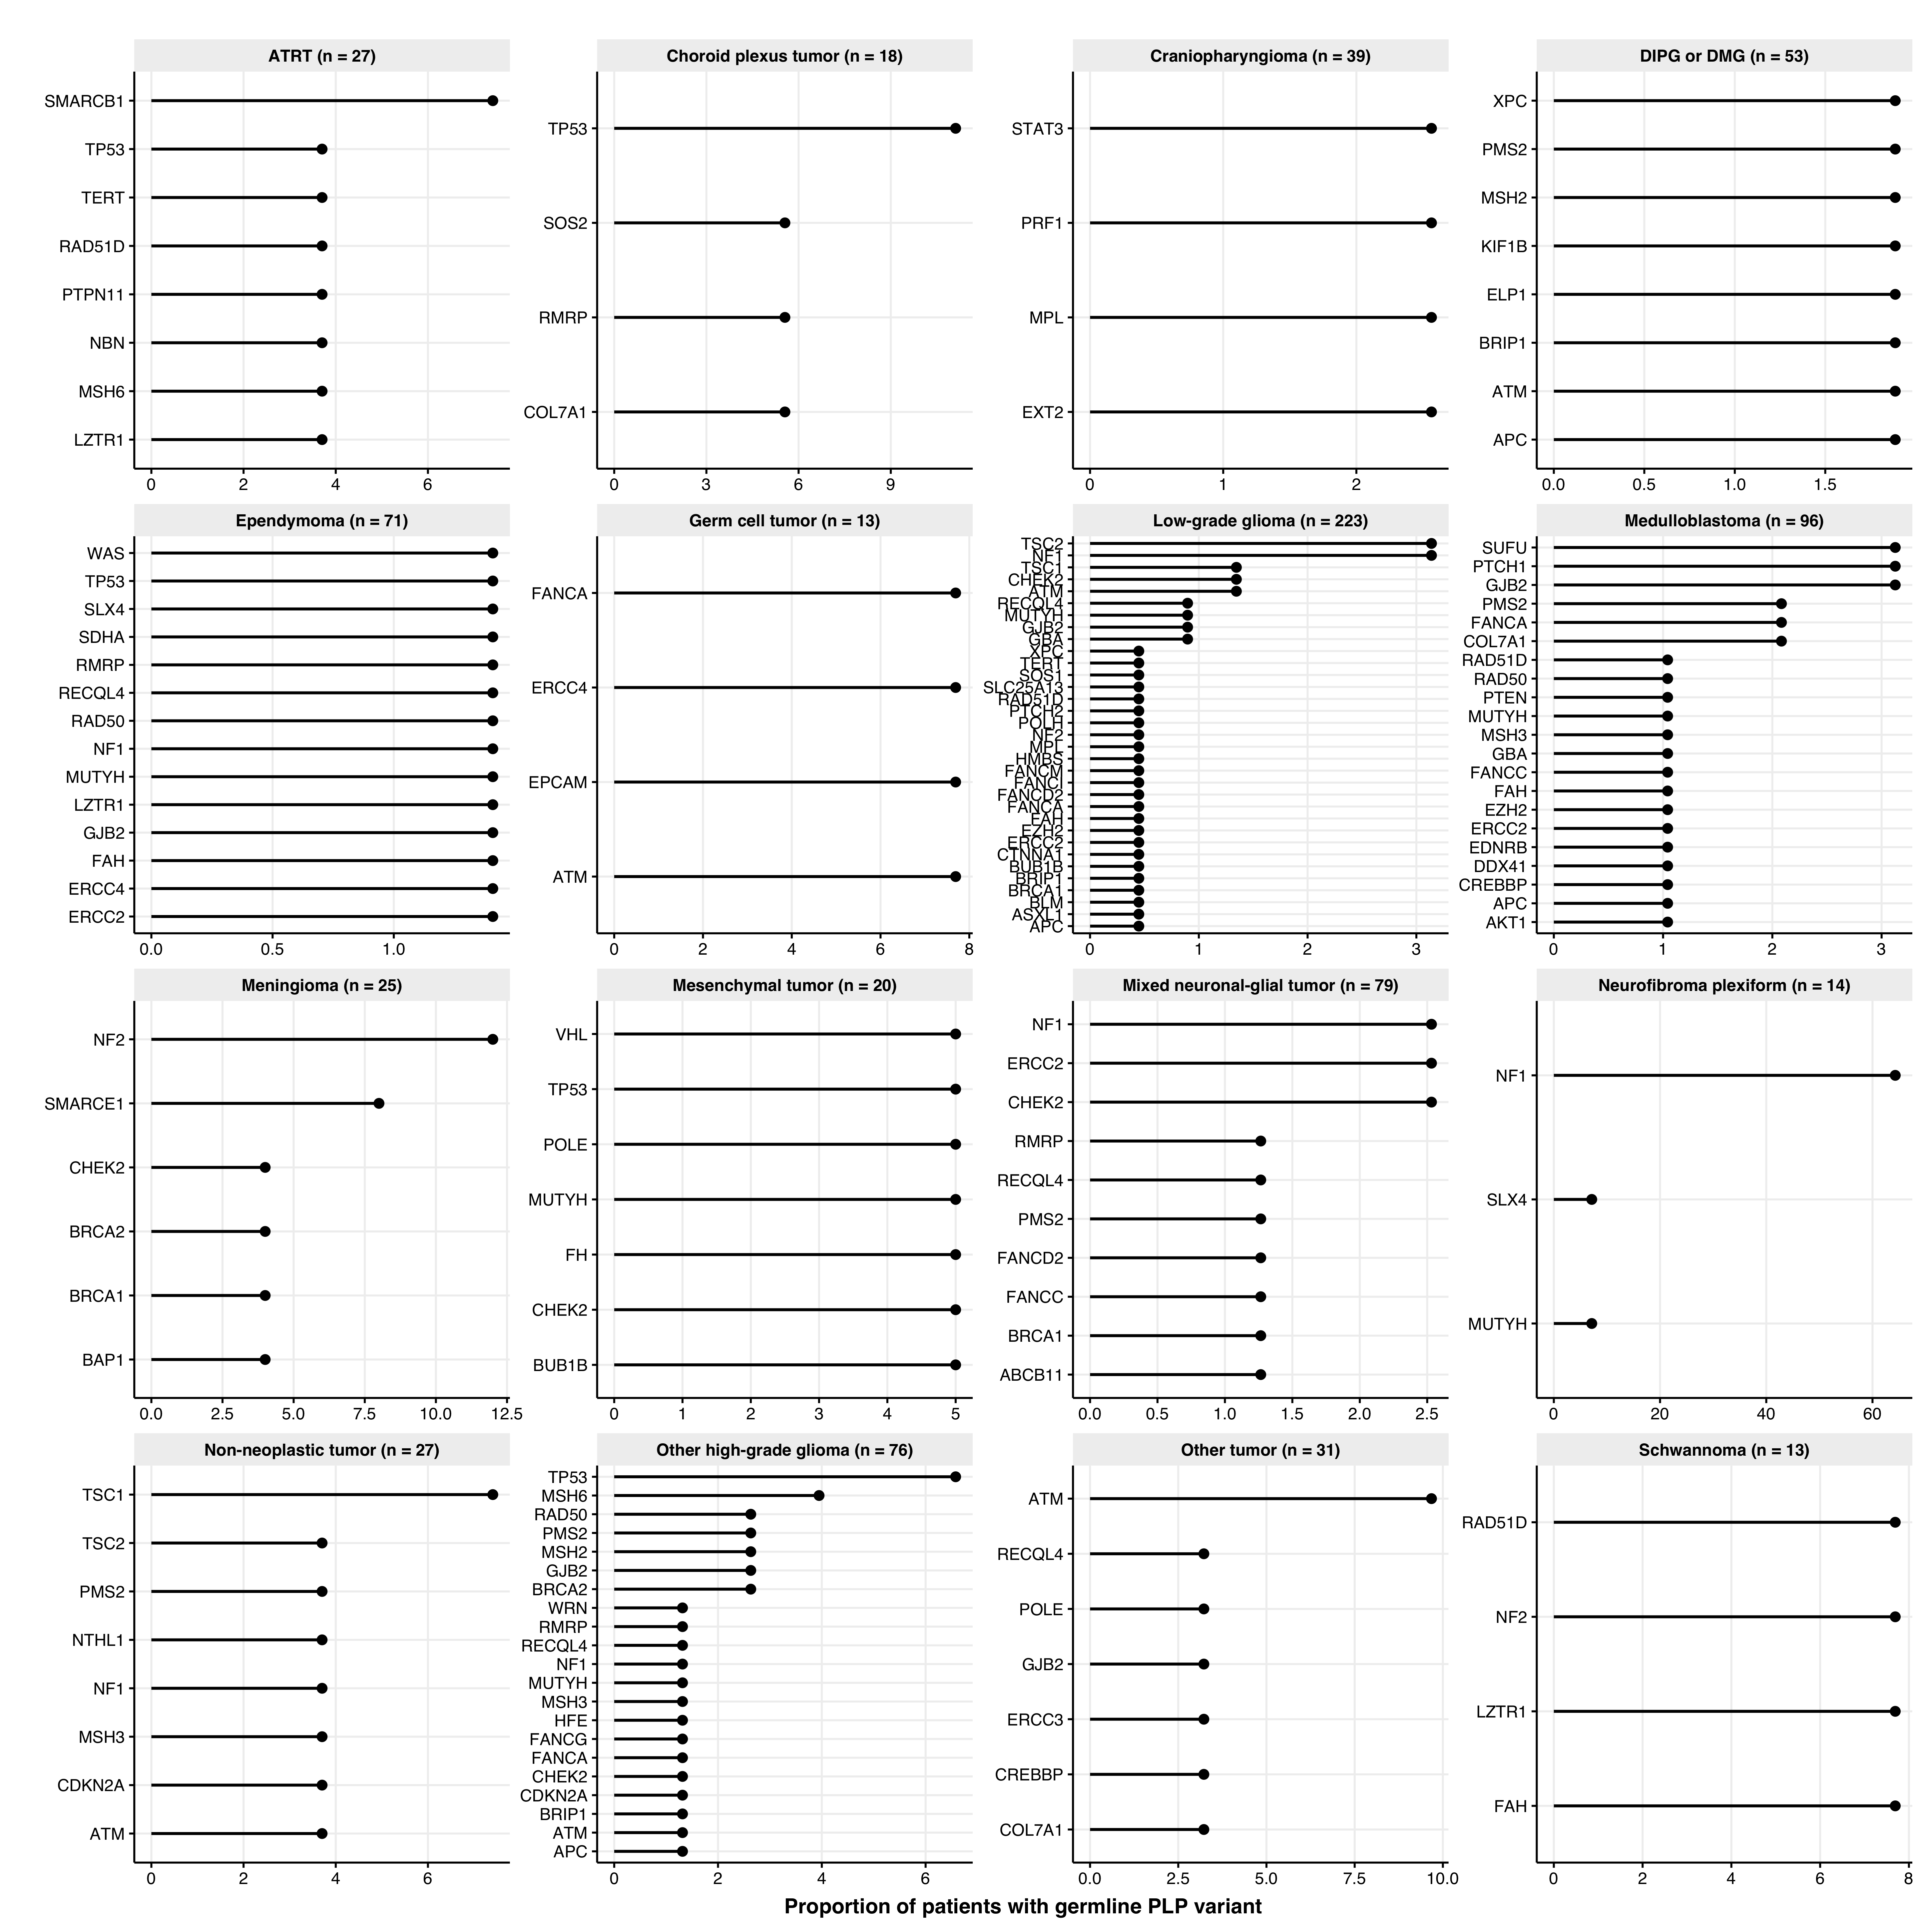 ATRT (n = 27)
SMARCB1
TP53
TERT
RAD51D
PTPN11
NBN
MSH6
LZTR1
0 2 4 6
Choroid plexus tumor (n = 18)
TP53
SOS2
RMRP
COL7A1
0 3 6 9
Craniopharyngioma (n = 39)
STAT3
PRF1
MPL
EXT2
0 1 2
DIPG or DMG (n = 53)
XPC
PMS2
MSH2
KIF1B
ELP1
BRIP1
ATM
APC
0.0 0.5 1.0 1.5
Ependymoma (n = 71)
WAS
TP53
SLX4
SDHA
RMRP
RECQL4
RAD50
NF1
MUTYH
LZTR1
GJB2
FAH
ERCC4
ERCC2
0.0 0.5 1.0
Germ cell tumor (n = 13)
FANCA
ERCC4
EPCAM
ATM
0 2 4 6 8
Low-grade glioma (n = 223)
TSC2
NF1
TSC1
CHEK2
ATM
RECQL4
MUTYH
GJB2
GBA
XPC
TERT
SOS1
SLC25A13
RAD51D
PTCH2
POLH
NF2
MPL
HMBS
FANCM
FANCI
FANCD2
FANCA
FAH
EZH2
ERCC2
CTNNA1
BUB1B
BRIP1
BRCA1
BLM
ASXL1
APC
0 1 2 3
Medulloblastoma (n = 96)
SUFU
PTCH1
GJB2
PMS2
FANCA
COL7A1
RAD51D
RAD50
PTEN
MUTYH
MSH3
GBA
FANCC
FAH
EZH2
ERCC2
EDNRB
DDX41
CREBBP
APC
AKT1
0 1 2 3
Meningioma (n = 25)
NF2
SMARCE1
CHEK2
BRCA2
BRCA1
BAP1
0.0 2.5 5.0 7.5 10.0 12.5
Mesenchymal tumor (n = 20)
VHL
TP53
POLE
MUTYH
FH
CHEK2
BUB1B
0 1 2 3 4 5
Mixed neuronal-glial tumor (n = 79)
NF1
ERCC2
CHEK2
RMRP
RECQL4
PMS2
FANCD2
FANCC
BRCA1
ABCB11
0.0 0.5 1.0 1.5 2.0 2.5
Neurofibroma plexiform (n = 14)
NF1
SLX4
MUTYH
0 20 40 60
Non-neoplastic tumor (n = 27)
TSC1
TSC2
PMS2
NTHL1
NF1
MSH3
CDKN2A
ATM
0 2 4 6
Other high-grade glioma (n = 76)
TP53
MSH6
RAD50
PMS2
MSH2
GJB2
BRCA2
WRN
RMRP
RECQL4
NF1
MUTYH
MSH3
HFE
FANCG
FANCA
CHEK2
CDKN2A
BRIP1
ATM
APC
0 2 4 6
Other tumor (n = 31)
ATM
RECQL4
POLE
GJB2
ERCC3
CREBBP
COL7A1
0.0 2.5 5.0 7.5 10.0
Schwannoma (n = 13)
RAD51D
NF2
LZTR1
FAH
0 2 4 6 8
Proportion of patients with germline PLP variant